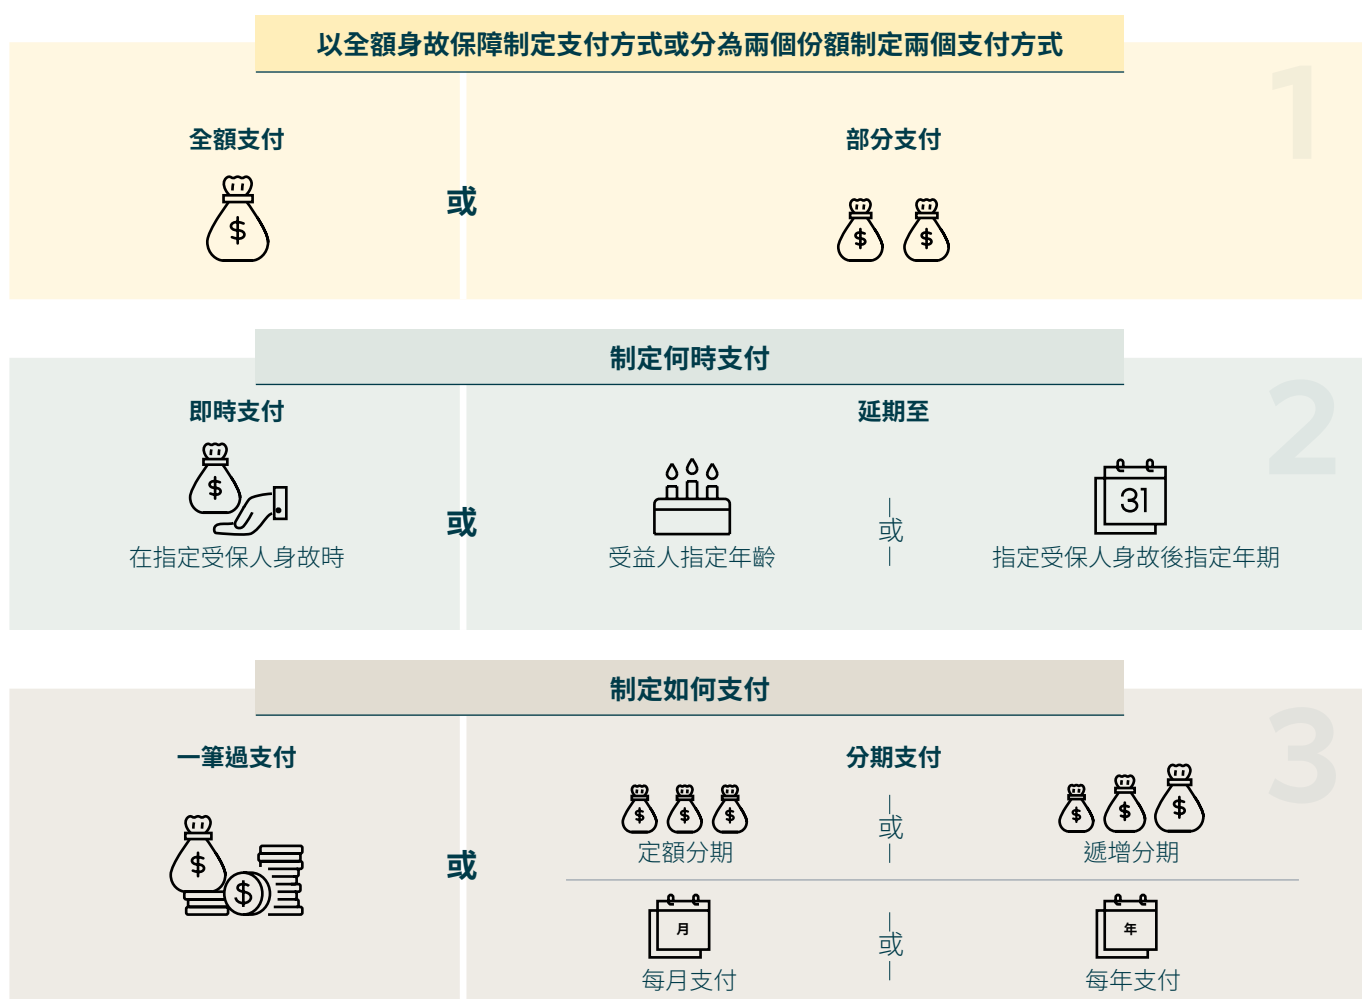 以全額身故保障制定支付方式或分為兩個份額制定兩個支付方式
1
全額支付
或
部分支付
$
$
$
制定何時支付
2
即時支付
延期至
$
31
或
或
在指定受保人身故時
受益人指定年齡
指定受保人身故後指定年期
制定如何支付
3
一筆過支付
分期支付
$
$
$
$
$
$
或
定額分期
遞增分期
$
$
或
月
年
或
每月支付
每年支付